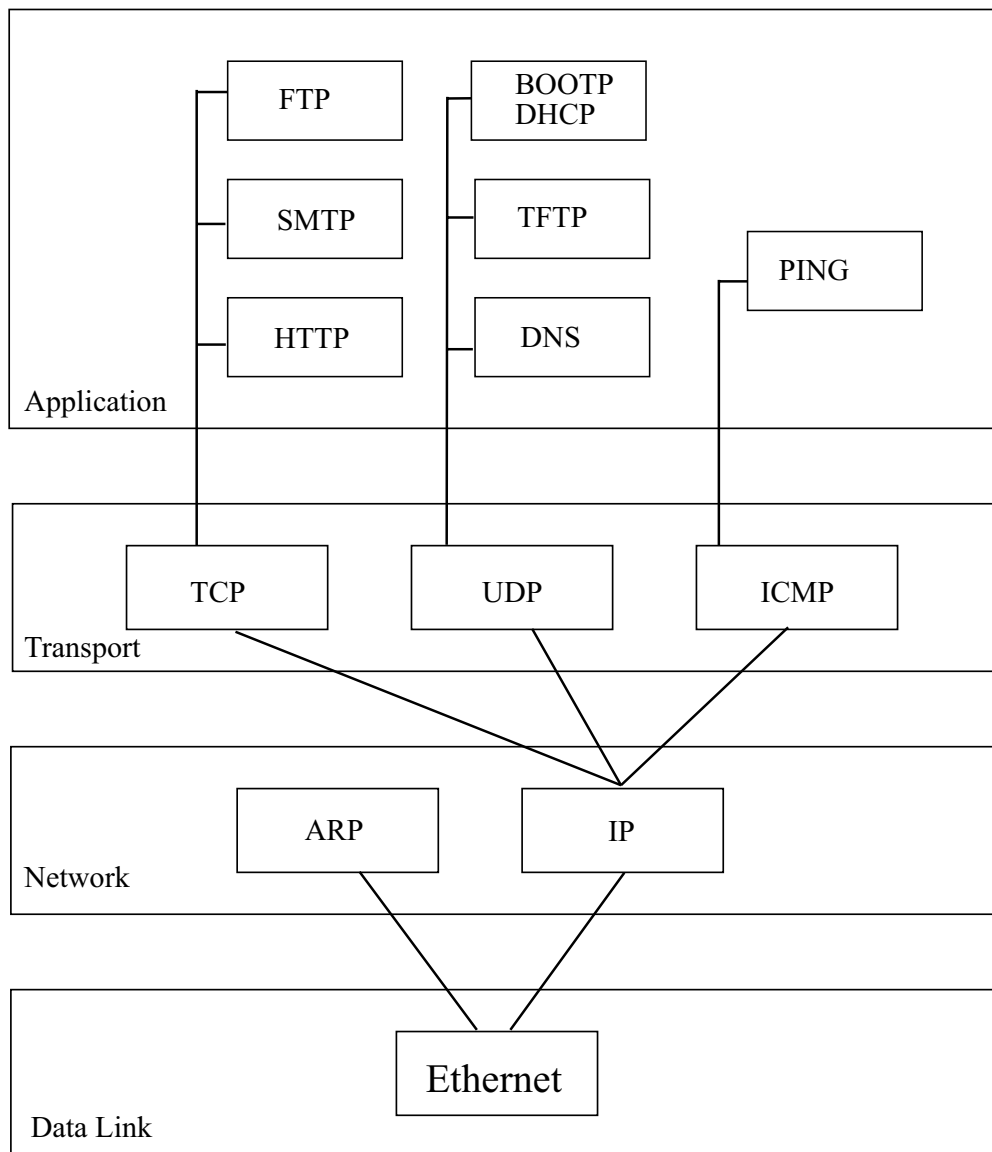 FTP
BOOTP
DHCP
SMTP
TFTP
PING
HTTP
DNS
Application
TCP
UDP
ICMP
Transport
ARP
IP
Network
Ethernet
Data Link